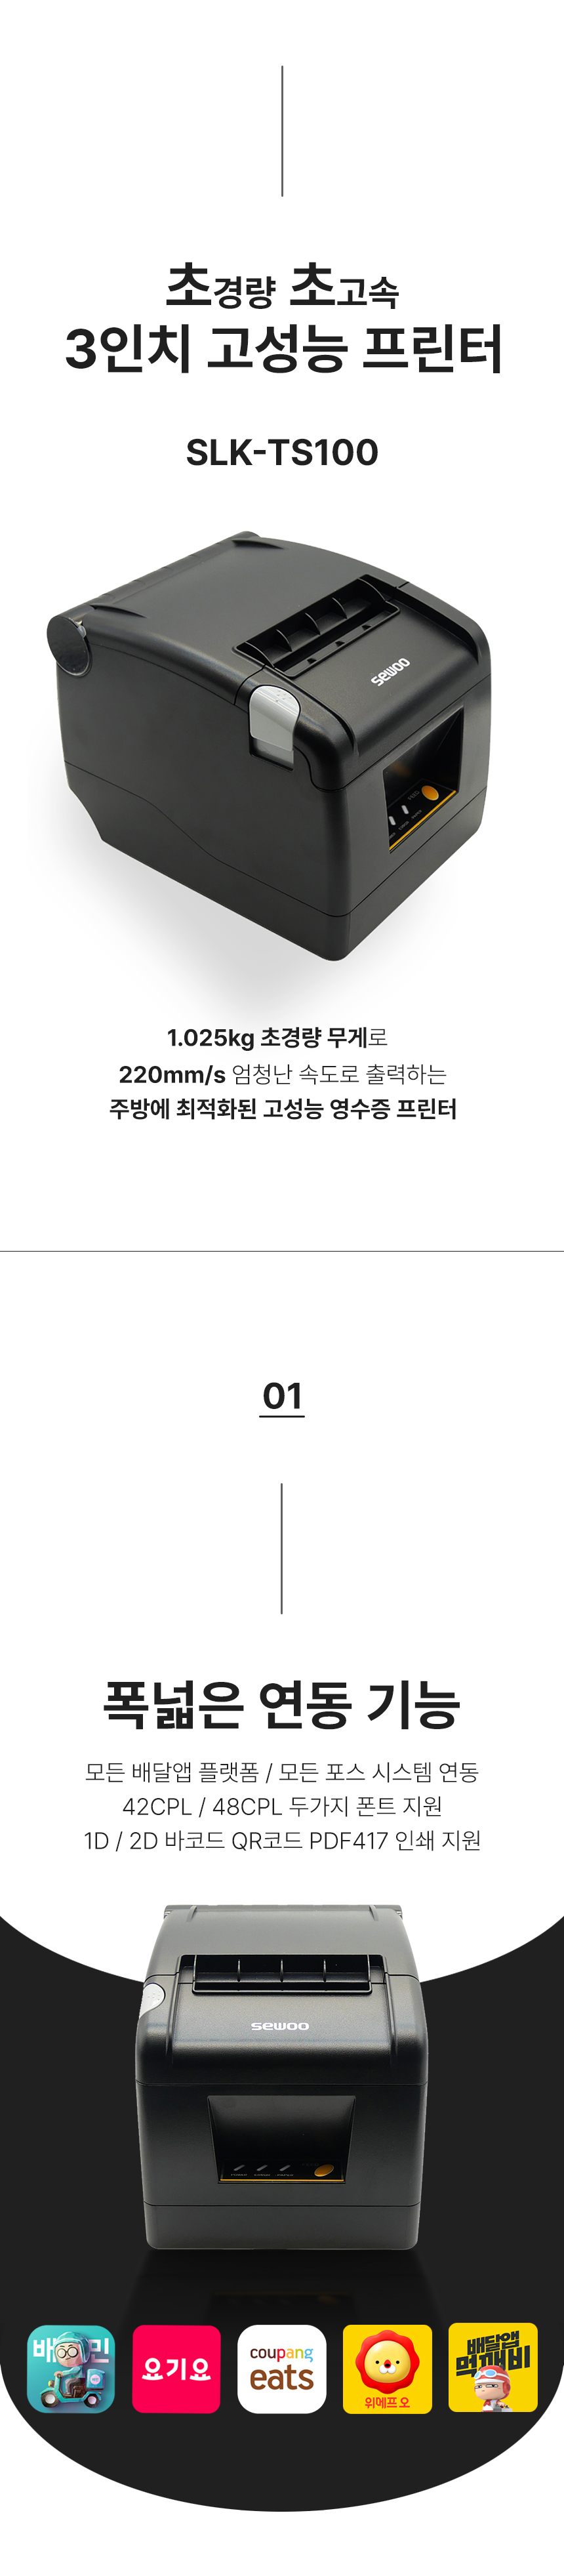 초경량 초고속
3인치 고성능 프린터
SLK-TS100
sewoo
1.025kg 초경량 무게로
220mm/s 엄청난 속도로 출력하는
주방에 최적화된 고성능 영수증 프린터
01
폭넓은 연동 기능
모든 배달앱 플랫폼 / 모든 포스 시스템 연동
42CPL / 48CPL 두가지 폰트 지원
1D / 2D 바코드 QR코드 PDF417 인쇄 지원
sewoo
배 민
요기요
coupang
eats
위메프오
배달앱
먹깨비